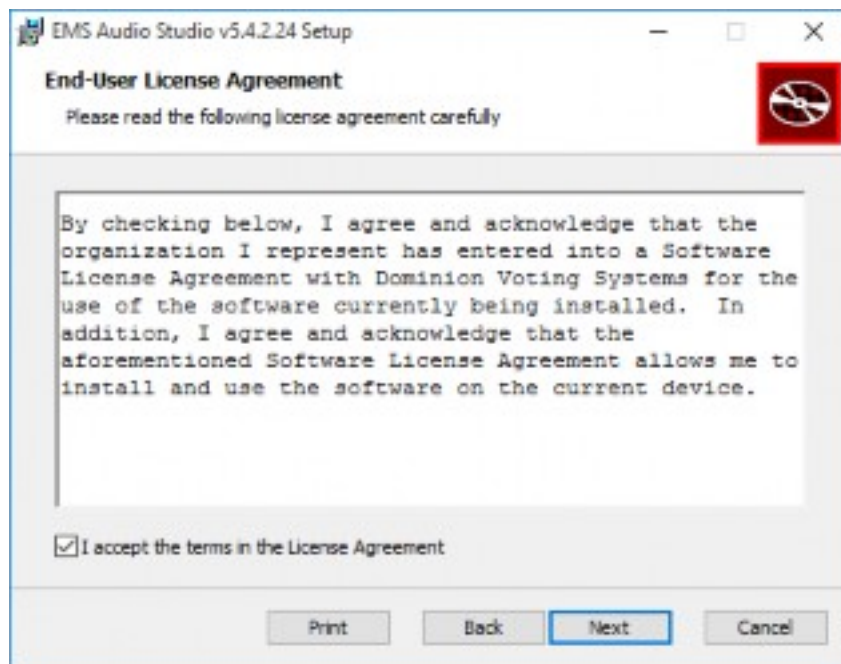 EMS Audio Studio v5.4.2.24 Setup
End-User License Agreement
Please read the following license agreement carefully
By checking below, I agree and acknowledge that the
organization I represent has entered into a Software
License Agreement with Dominion Voting Systems for the
use of the software currently being installed.  In
addition, I agree and acknowledge that the
aforementioned Software License Agreement allows me to
install and use the software on the current device.
I accept the terms in the License Agreement
Print Back Next Cancel